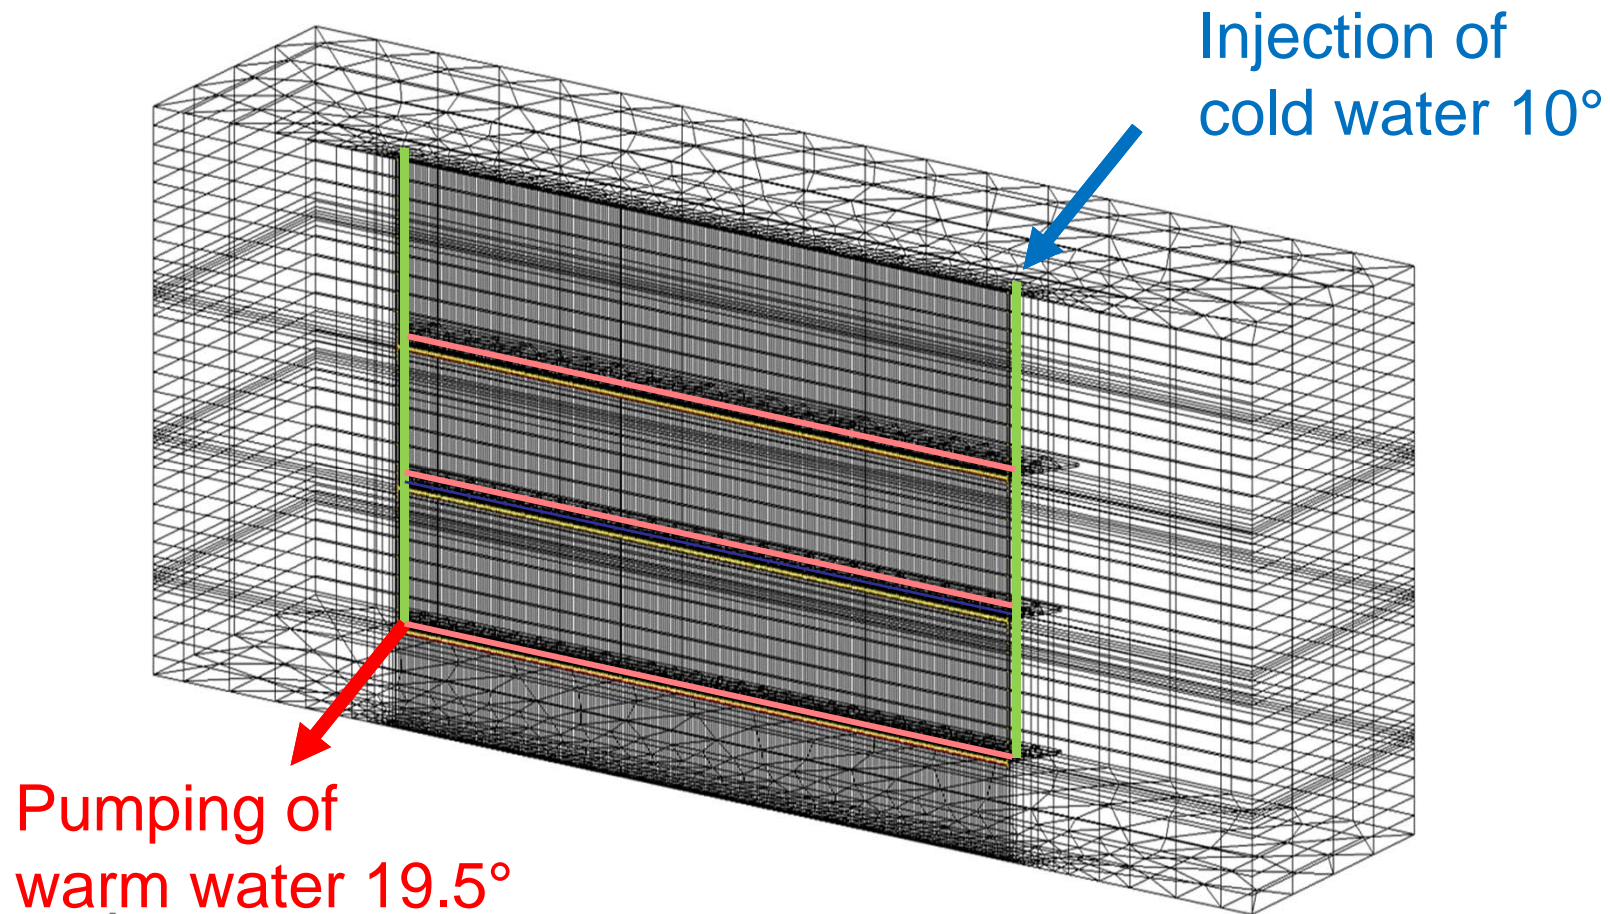 Injection of
cold water 10°
Pumping of
warm water 19.5°